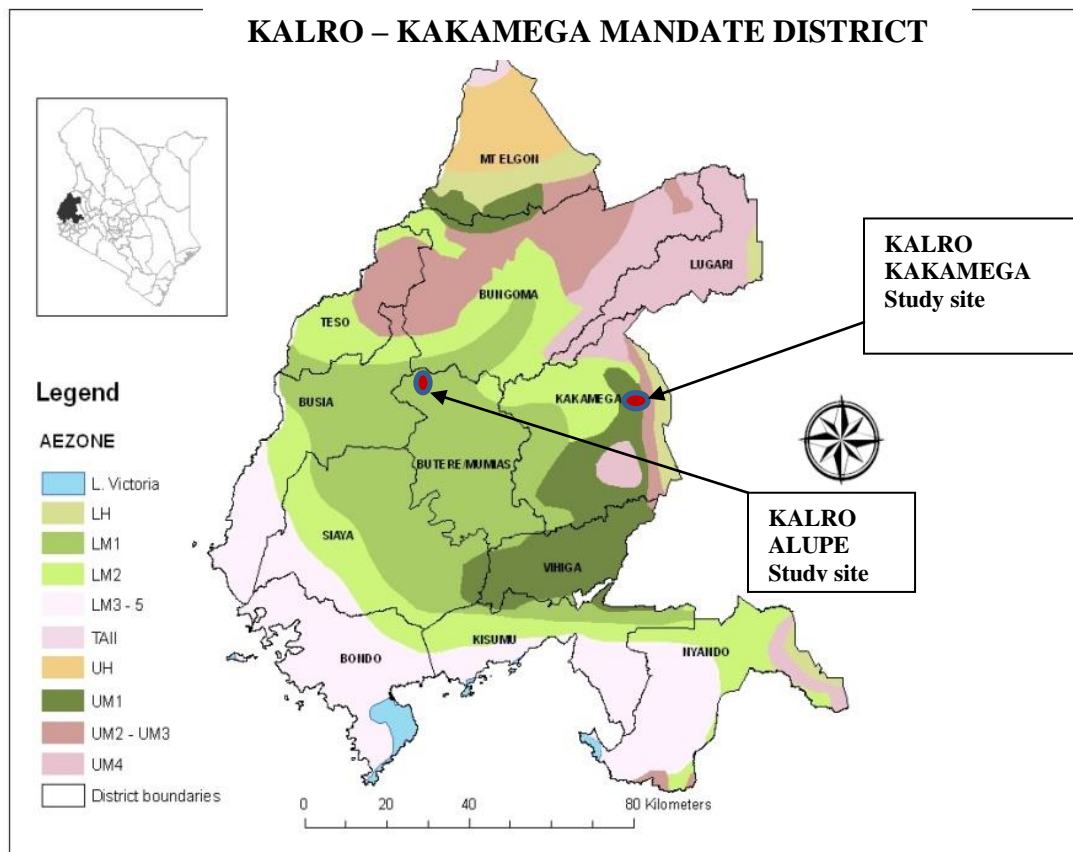 KALRO – KAKAMEGA MANDATE DISTRICT
MT ELGON
LUGARI
KALRO
KAKAMEGA
Study site
BUNGOMA
TESO
Legend
BUSIA
KAKAMEGA
AEZONE
BUTERE/MUMIAS
L. Victoria
LH
LM1
LM2
LM3 - 5
TAII
UH
UM1
UM2 - UM3
UM4
District boundaries
KALRO
ALUPE
Study site
SIAYA
VIHIGA
KISUMU
NYANDO
BONDO
0 20 40 80 Kilometers